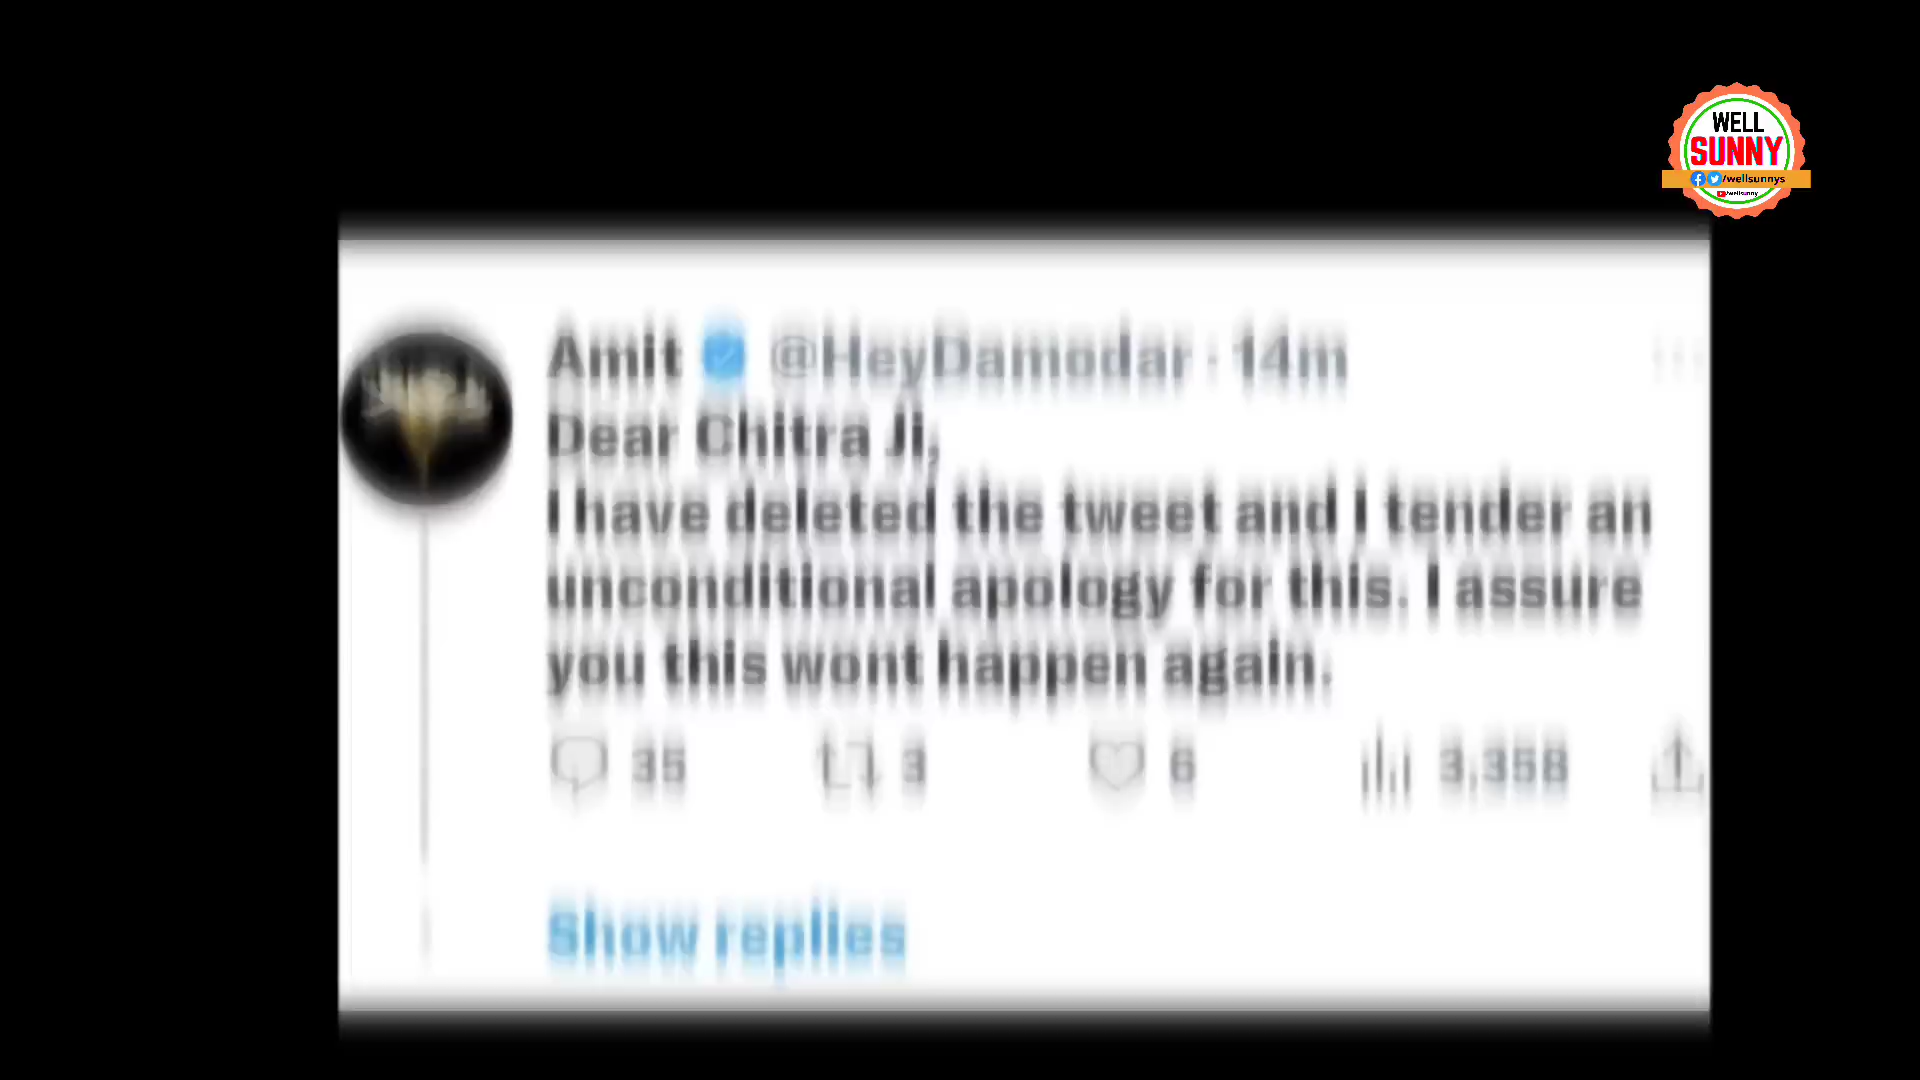 WELL
SUNNY
/wellsunnys
/wellsunny
Amit @HeyDamodar · 14m
Dear Chitra Ji,
I have deleted the tweet and I tender an
unconditional apology for this. I assure
you this wont happen again.
35 3 6 3,358
Show replies